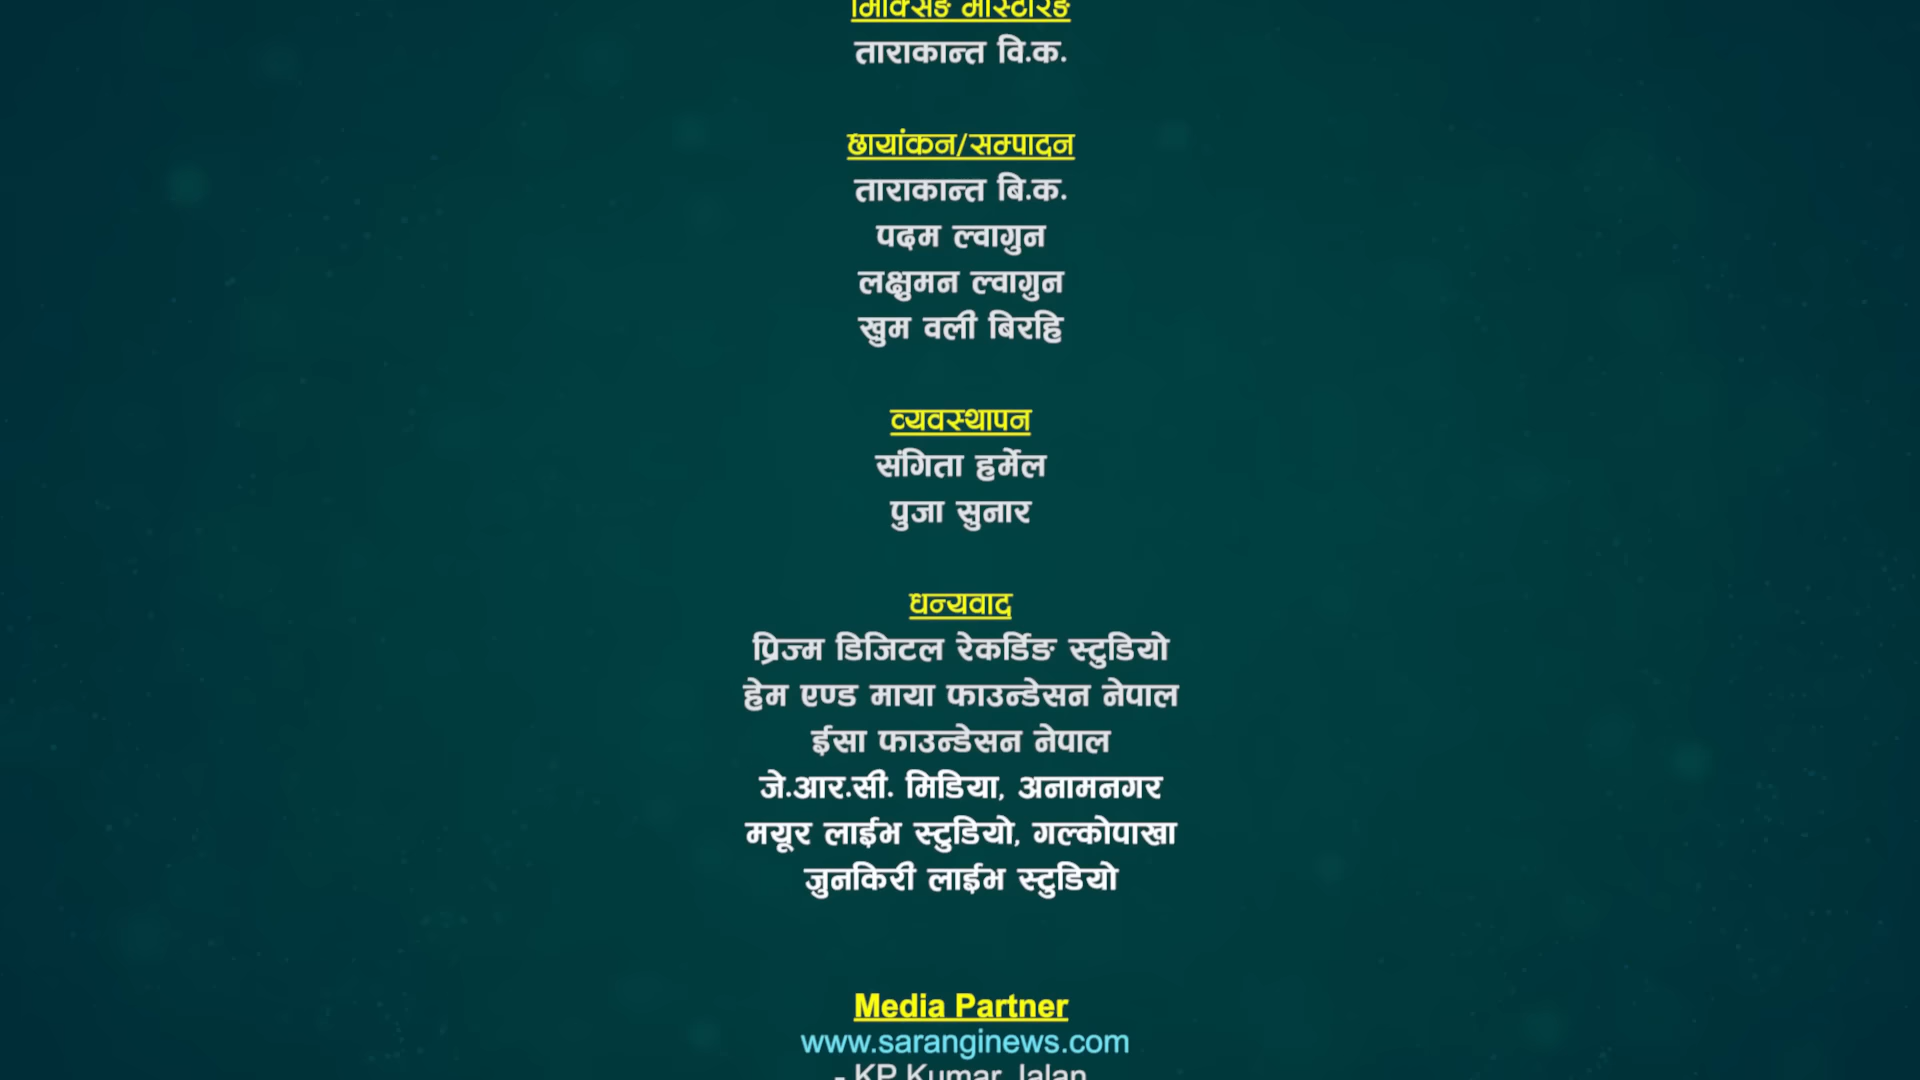 मिक्सिङ मास्टरिङ
ताराकान्त वि.क.
छायांकन/सम्पादन
ताराकान्त बि.क.
पदम ल्वागुन
लक्षुमन ल्वागुन
खुम वली बिरहि
व्यवस्थापन
संगिता हर्मेल
पुजा सुनार
धन्यवाद
प्रिज्म डिजिटल रेकर्डिङ स्टुडियो
हेम एण्ड माया फाउन्डेसन नेपाल
ईसा फाउन्डेसन नेपाल
जे.आर.सी. मिडिया, अनामनगर
मयूर लाईभ स्टुडियो, गल्कोपाखा
जुनकिरी लाईभ स्टुडियो
Media Partner
www.saranginews.com
- KP Kumar Jalan